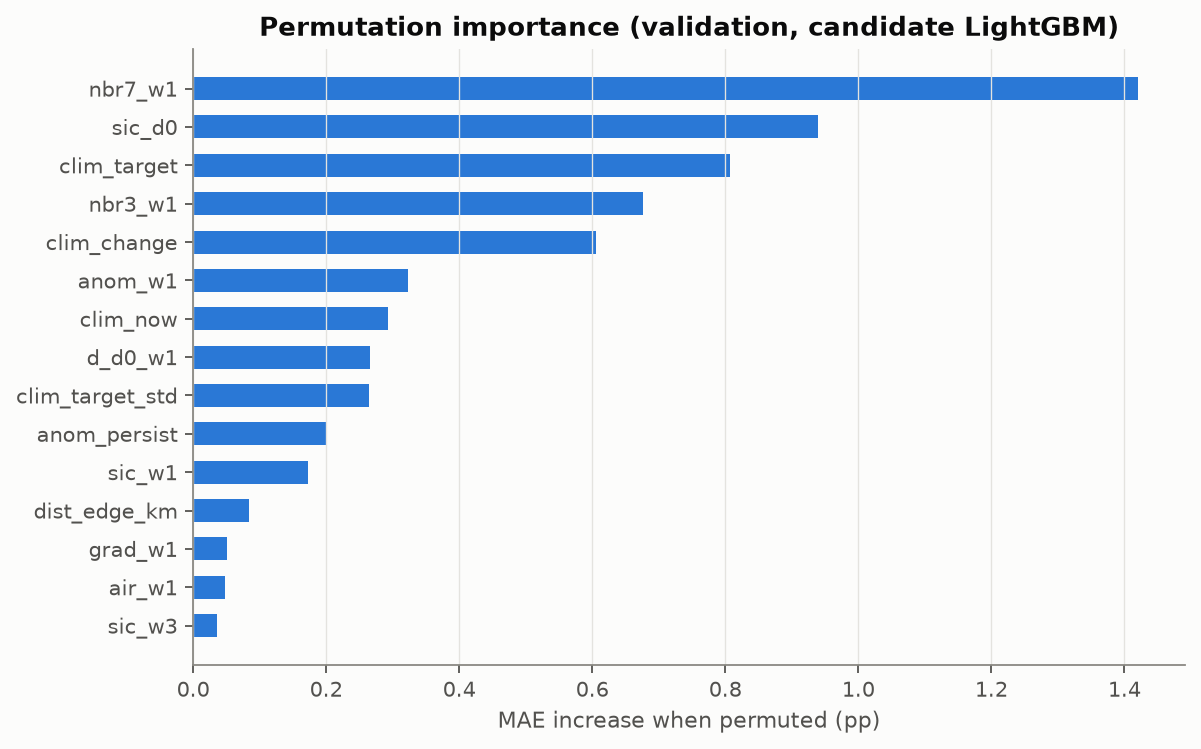 Permutation importance (validation, candidate LightGBM)
nbr7_w1
sic_d0
clim_target
nbr3_w1
clim_change
anom_w1
clim_now
d_d0_w1
clim_target_std
anom_persist
sic_w1
dist_edge_km
grad_w1
air_w1
sic_w3
0.0 0.2 0.4 0.6 0.8 1.0 1.2 1.4
MAE increase when permuted (pp)